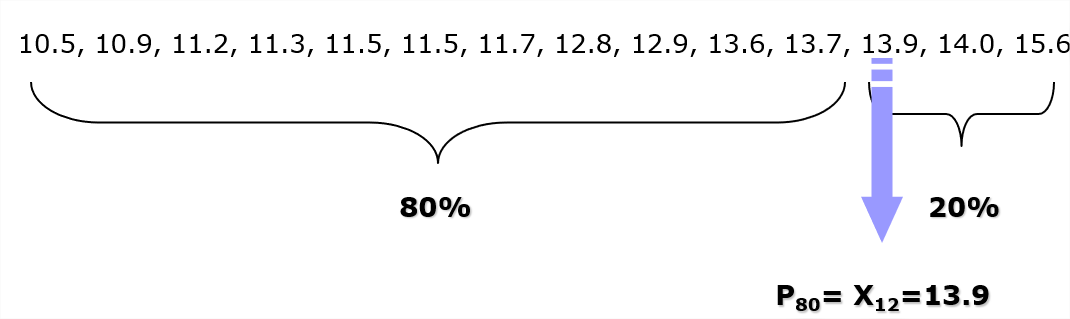 10.5, 10.9, 11.2, 11.3, 11.5, 11.5, 11.7, 12.8, 12.9, 13.6, 13.7, 13.9, 14.0, 15.6
80%
20%
P80= X12=13.9